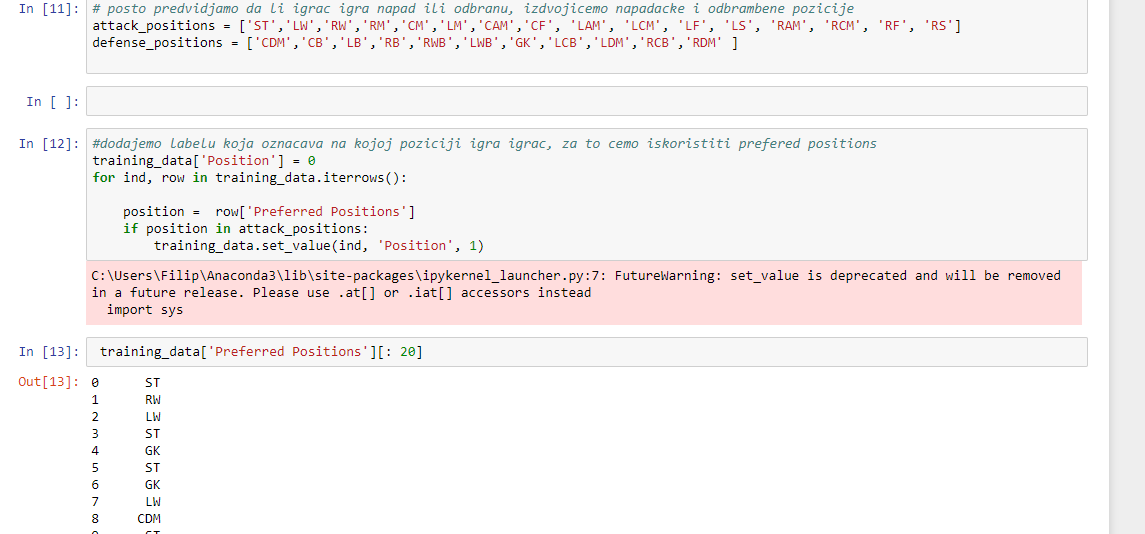 In [11]: # posto predvidjamo da li igrac igra napad ili odbranu, izdvojicemo napadacke i odbrambene pozicije
attack_positions = ['ST','LW','RW','RM','CM','LM','CAM','CF', 'LAM', 'LCM', 'LF', 'LS', 'RAM', 'RCM', 'RF', 'RS']
defense_positions = ['CDM','CB','LB','RB','RWB','LWB','GK','LCB','LDM','RCB','RDM' ]
In [ ]:
In [12]: #dodajemo labelu koja oznacava na kojoj poziciji igra igrac, za to cemo iskoristiti prefered positions
training_data['Position'] = 0
for ind, row in training_data.iterrows():
position = row['Preferred Positions']
if position in attack_positions:
training_data.set_value(ind, 'Position', 1)
C:\Users\Filip\Anaconda3\lib\site-packages\ipykernel_launcher.py:7: FutureWarning: set_value is deprecated and will be removed
in a future release. Please use .at[] or .iat[] accessors instead
import sys
In [13]: training_data['Preferred Positions'][: 20]
Out[13]: 0 ST
1 RW
2 LW
3 ST
4 GK
5 ST
6 GK
7 LW
8 CDM